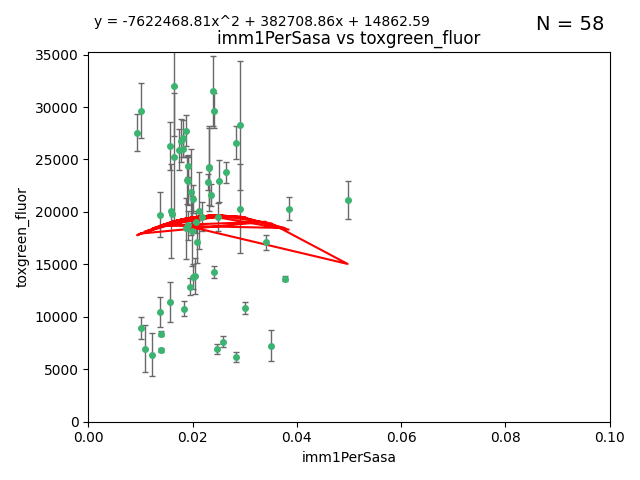 y = -7622468.81x^2 + 382708.86x + 14862.59
N = 58
imm1PerSasa vs toxgreen_fluor
35000
30000
25000
20000
15000
10000
5000
0
toxgreen_fluor
0.00 0.02 0.04 0.06 0.08 0.10
imm1PerSasa